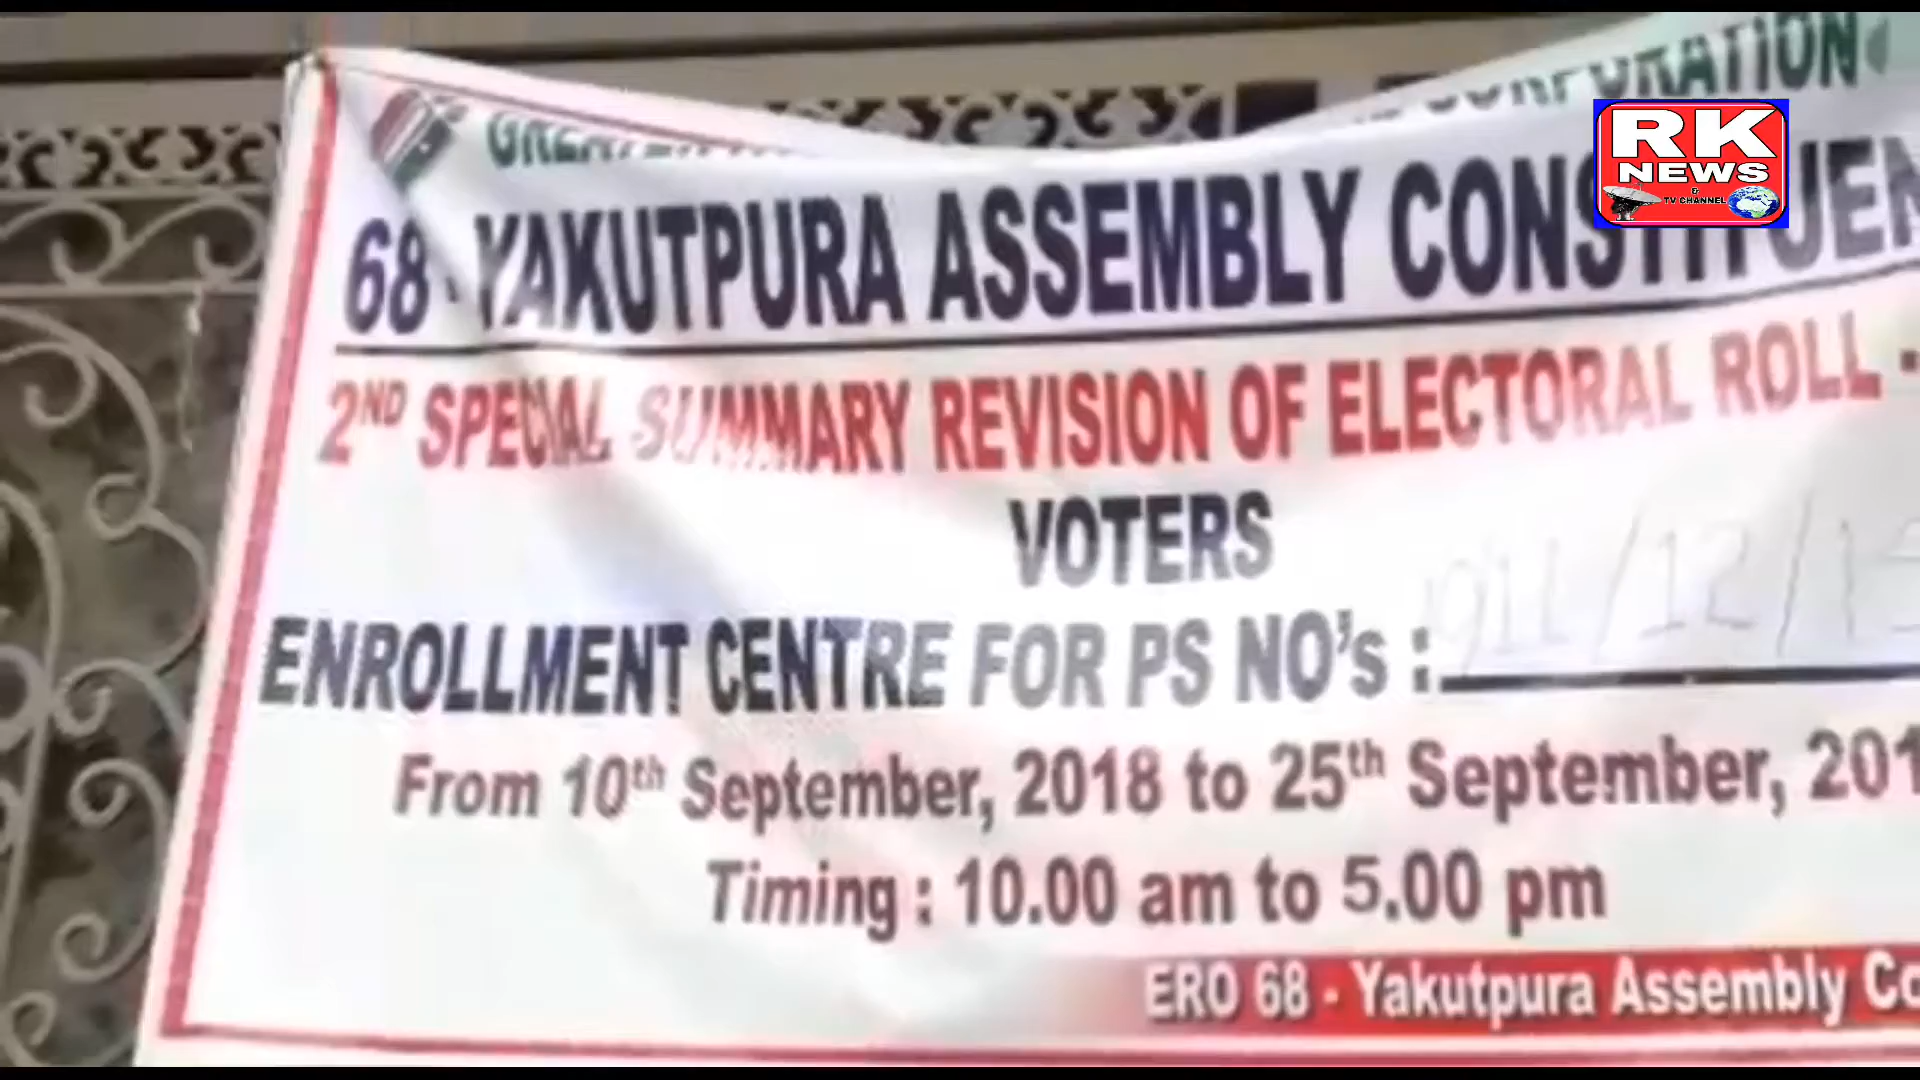 GREATER
CORPORATION
RK
NEWS
&
TV CHANNEL
68 - YAKUTPURA ASSEMBLY CONSTITUEN
2ND SPECIAL SUMMARY REVISION OF ELECTORAL ROLL -
VOTERS
ENROLLMENT CENTRE FOR PS NO's :
From 10th September, 2018 to 25th September, 201
Timing : 10.00 am to 5.00 pm
ERO 68 - Yakutpura Assembly Co